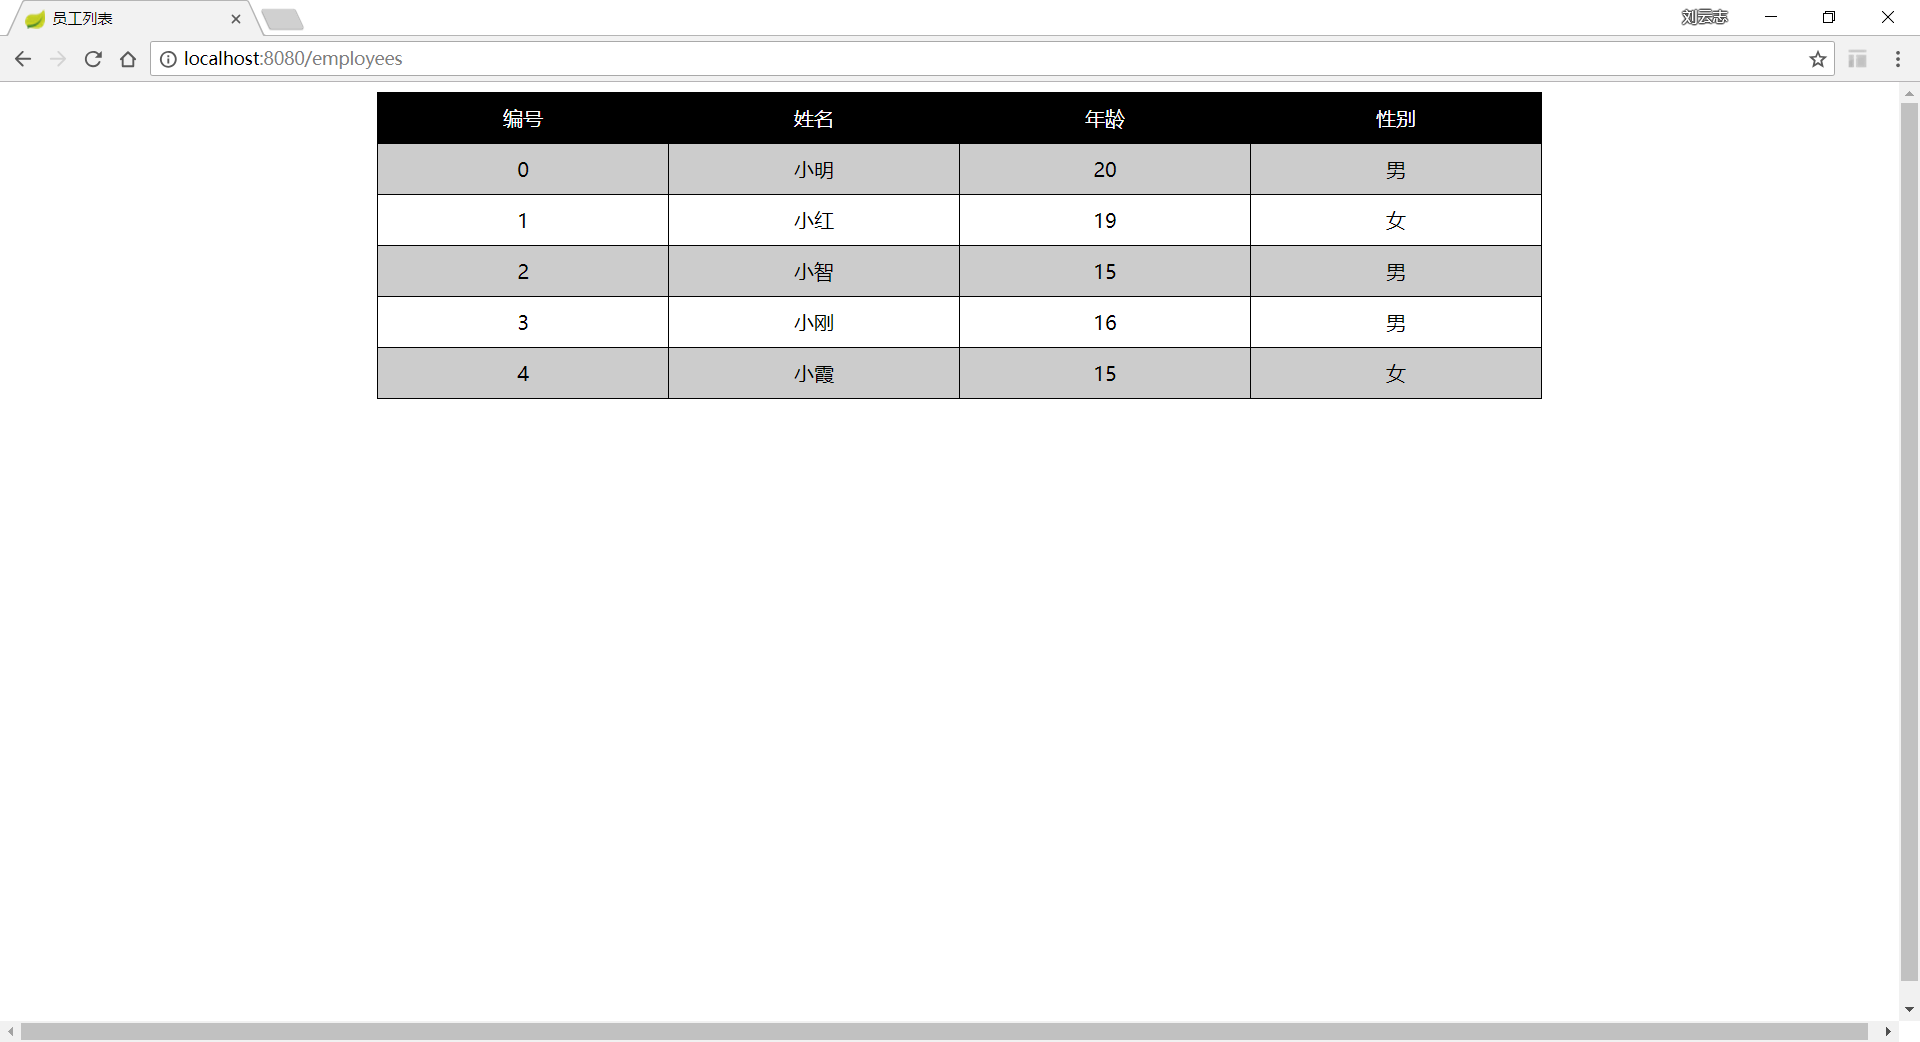 员工列表
刘云志
localhost:8080/employees
编号 姓名 年龄 性别
0 小明 20 男
1 小红 19 女
2 小智 15 男
3 小刚 16 男
4 小霞 15 女